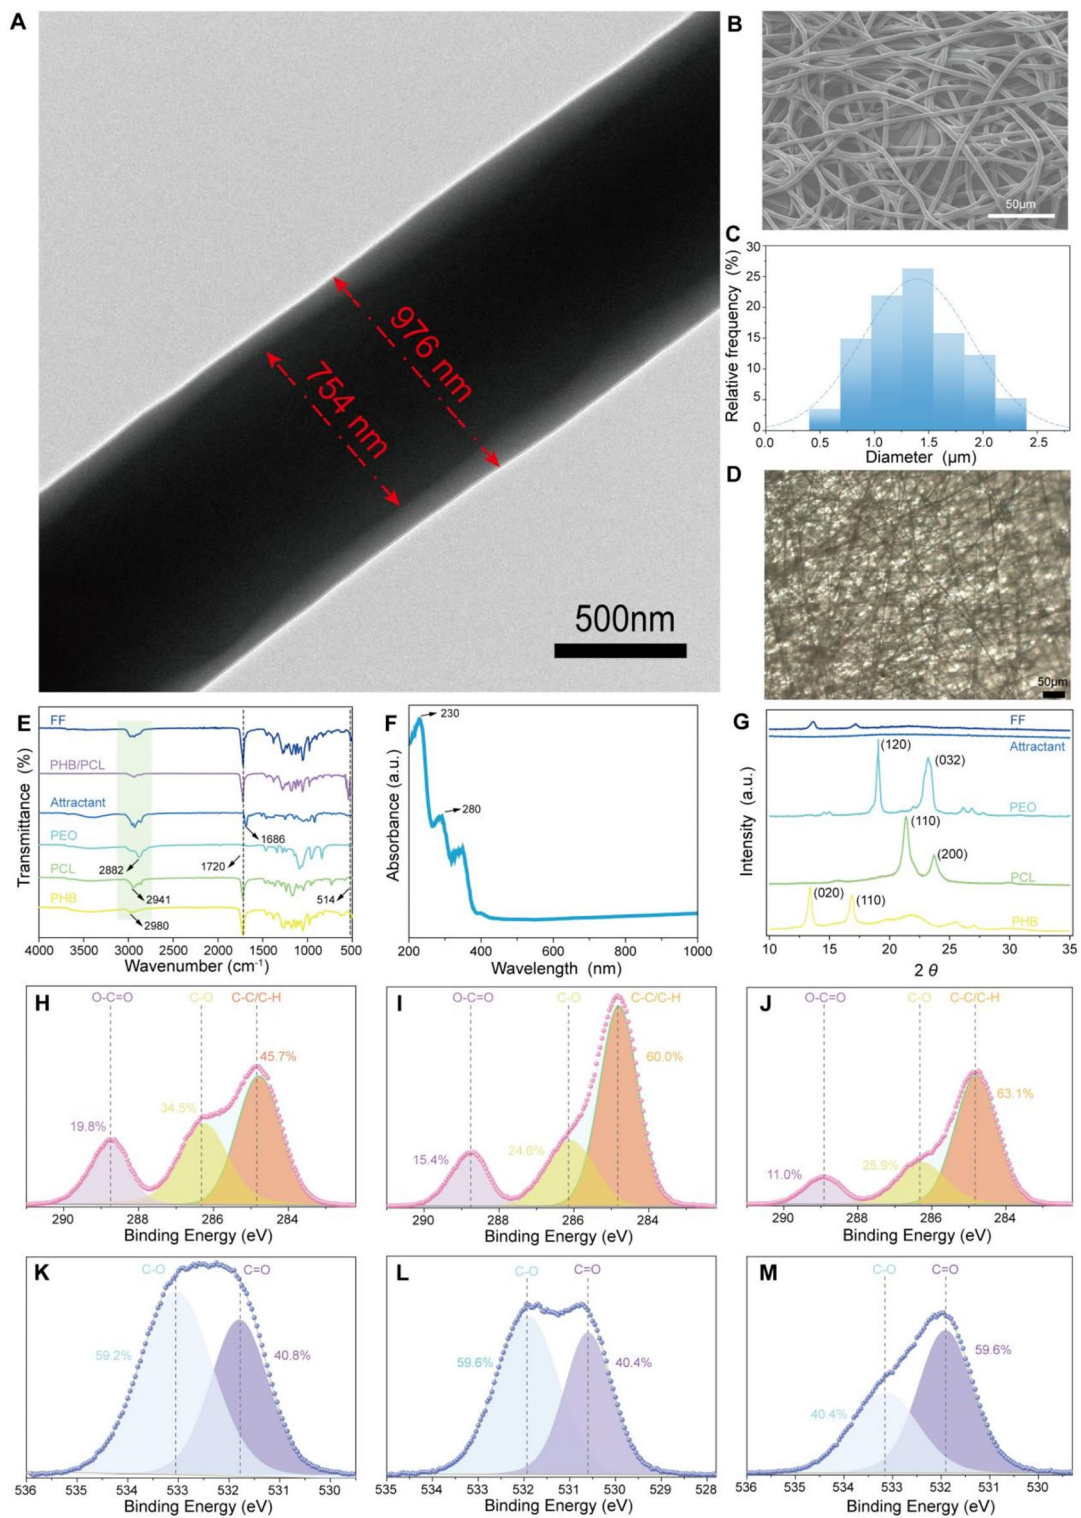 A
976 nm
754 nm
500nm
B
50μm
C
Relative frequency (%)
30
25
20
15
10
5
0
0.0 0.5 1.0 1.5 2.0 2.5
Diameter (μm)
D
50μm
E
Transmittance (%)
FF
PHB/PCL
Attractant
1686
PEO
2882
1720
PCL
2941
514
PHB
2980
4000 3000 2000 1500 1000 500
Wavenumber (cm⁻¹)
F
Absorbance (a.u.)
230
280
200 400 600 800 1000
Wavelength (nm)
G
Intensity (a.u.)
FF
Attractant
(120)
(032)
PEO
(110)
(200)
PCL
(020)
(110)
PHB
10 15 20 25 30 35
2 θ
H
O-C=O C-O C-C/C-H
45.7%
34.5%
19.8%
290 288 286 284
Binding Energy (eV)
I
O-C=O C-O C-C/C-H
60.0%
24.6%
15.4%
290 288 286 284
Binding Energy (eV)
J
O-C=O C-O C-C/C-H
63.1%
25.9%
11.0%
290 288 286 284
Binding Energy (eV)
K
C-O C=O
59.2% 40.8%
536 535 534 533 532 531 530
Binding Energy (eV)
L
C-O C=O
59.6% 40.4%
535 534 533 532 531 530 529 528
Binding Energy (eV)
M
C-O C=O
59.6%
40.4%
536 535 534 533 532 531 530
Binding Energy (eV)